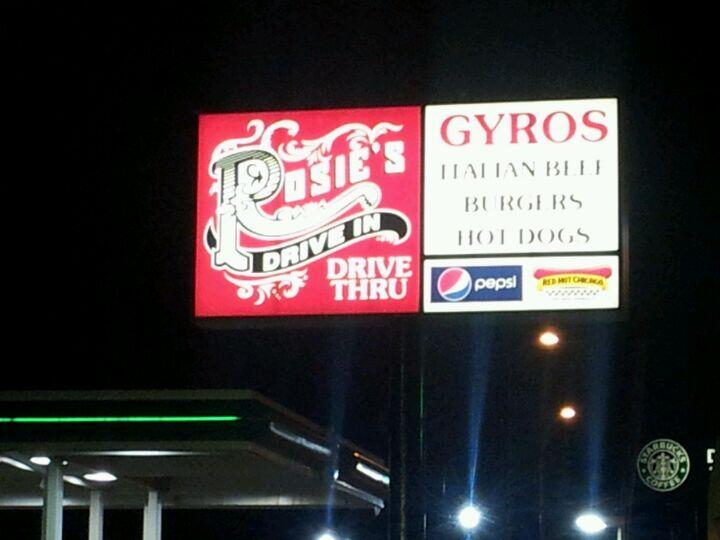 ROSIE'S
DRIVE IN
DRIVE
THRU
GYROS
ITALIAN BEEF
BURGERS
HOT DOGS
pepsi
RED HOT CHICAGO
STARBUCKS
COFFEE